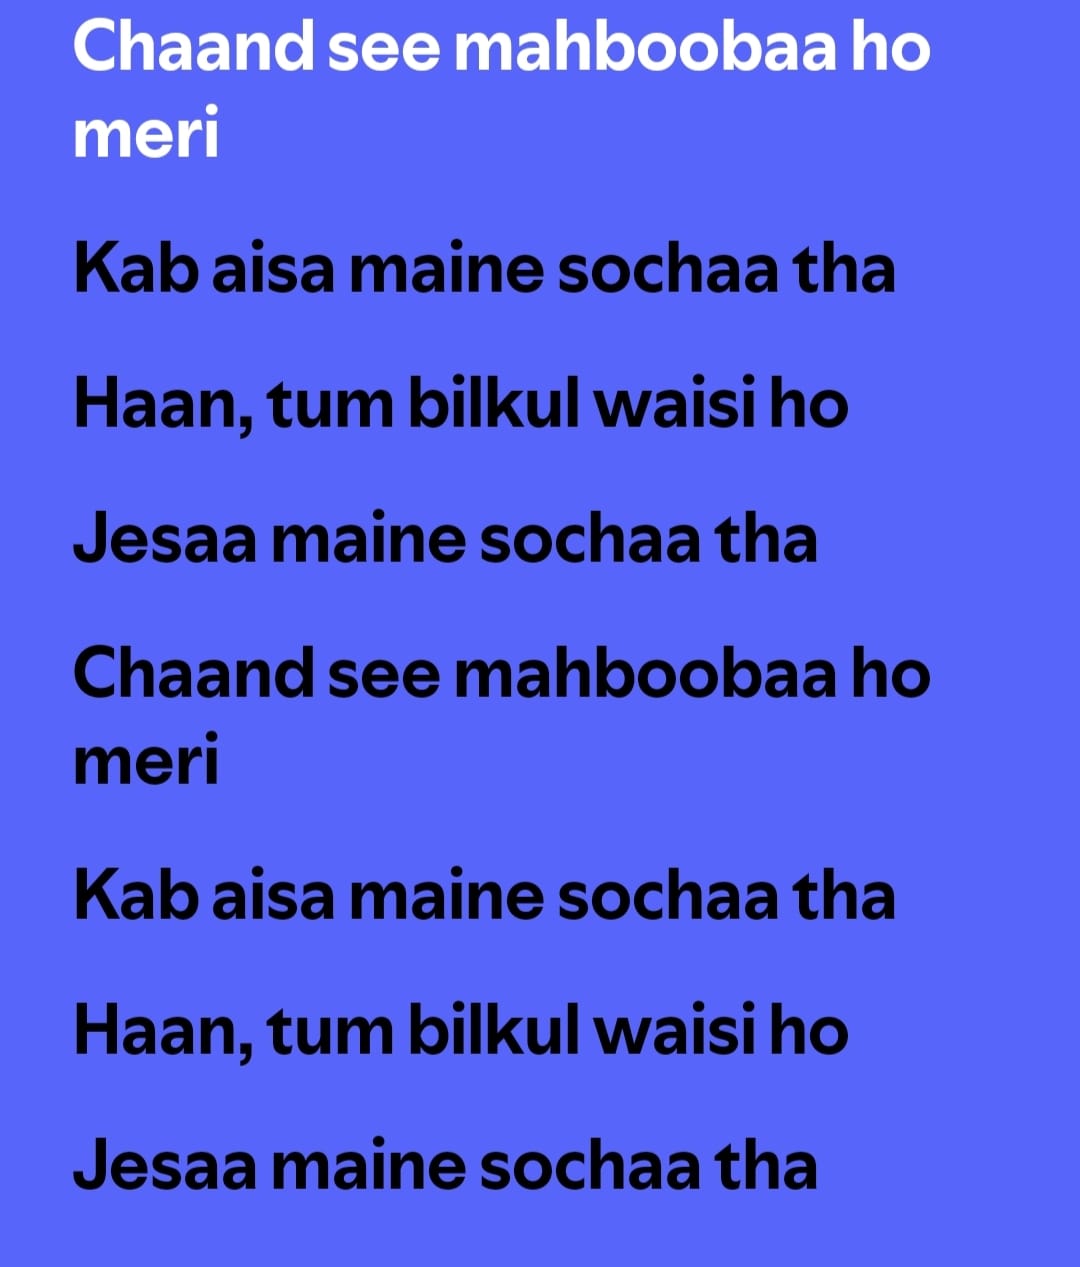 Chaand see mahboobaa ho
meri
Kab aisa maine sochaa tha
Haan, tum bilkul waisi ho
Jesaa maine sochaa tha
Chaand see mahboobaa ho
meri
Kab aisa maine sochaa tha
Haan, tum bilkul waisi ho
Jesaa maine sochaa tha